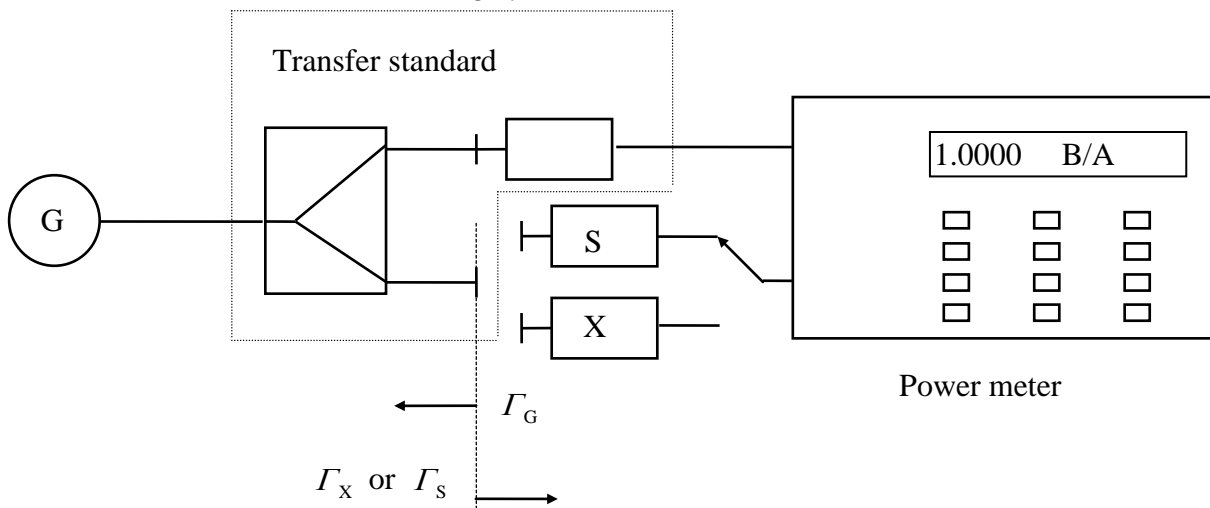 Transfer standard
1.0000 B/A
G
S
X
Power meter
Γ_G
Γ_X or Γ_S